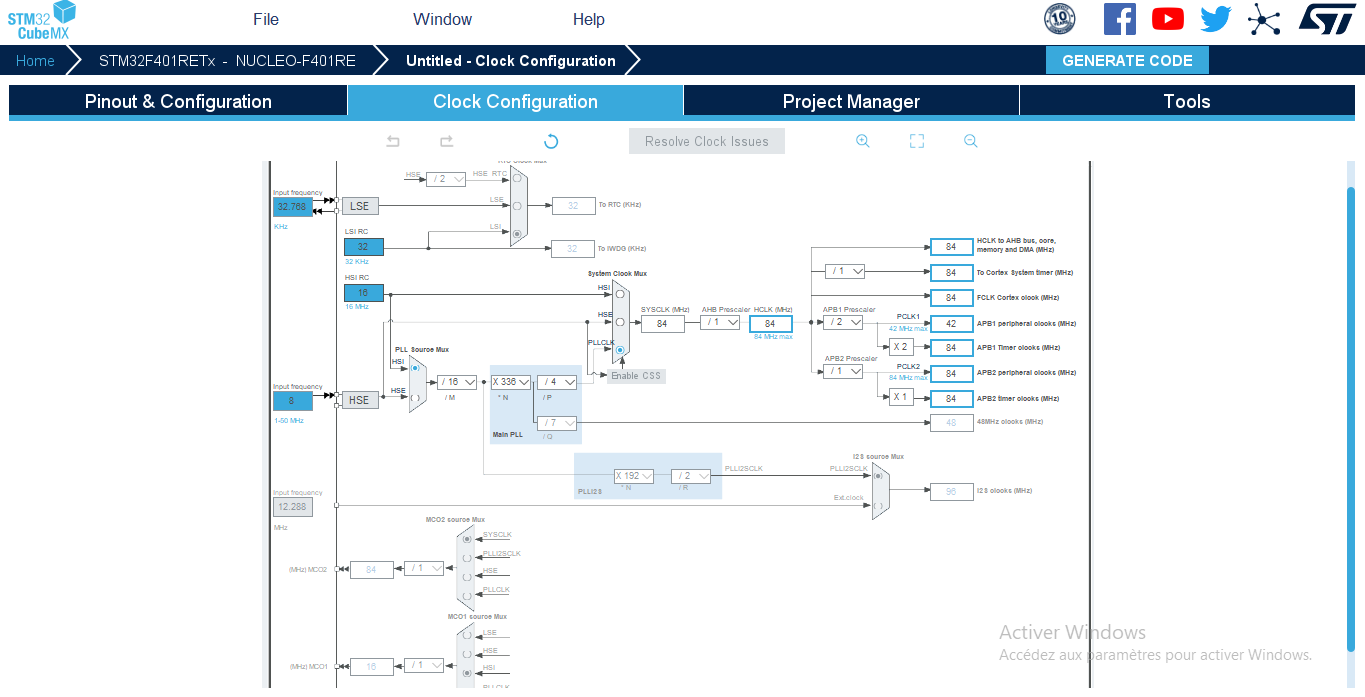 STM32 CubeMX
File
Window
Help
10 YEARS
Home
STM32F401RETx - NUCLEO-F401RE
Untitled - Clock Configuration
GENERATE CODE
Pinout & Configuration
Clock Configuration
Project Manager
Tools
Resolve Clock Issues
RTC Clock Mux
HSE
/ 2
HSE_RTC
Input frequency
32.768
KHz
LSE
LSE
32
To RTC (KHz)
LSI
LSI RC
32
32 KHz
32
To IWDG (KHz)
HSI RC
16
16 MHz
System Clock Mux
HSI
HSE
PLLCLK
SYSCLK (MHz)
84
AHB Prescaler
/ 1
HCLK (MHz)
84
84 MHz max
84
HCLK to AHB bus, core,
memory and DMA (MHz)
/ 1
84
To Cortex System timer (MHz)
84
FCLK Cortex clock (MHz)
APB1 Prescaler
/ 2
PCLK1
42 MHz max
42
APB1 peripheral clocks (MHz)
X 2
84
APB1 Timer clocks (MHz)
APB2 Prescaler
/ 1
PCLK2
84 MHz max
84
APB2 peripheral clocks (MHz)
X 1
84
APB2 timer clocks (MHz)
48
48MHz clocks (MHz)
PLL Source Mux
HSI
HSE
Enable CSS
Input frequency
8
1-50 MHz
HSE
/ 16
/ M
X 336
* N
/ 4
/ P
/ 7
/ Q
Main PLL
X 192
* N
/ 2
/ R
PLLI2S
PLLI2SCLK
I2S source Mux
PLLI2SCLK
Ext.clock
96
I2S clocks (MHz)
Input frequency
12.288
MHz
MCO2 source Mux
SYSCLK
PLLI2SCLK
HSE
PLLCLK
(MHz) MCO2
84
/ 1
MCO1 source Mux
LSE
HSE
HSI
PLLCLK
(MHz) MCO1
16
/ 1
Activer Windows
Accédez aux paramètres pour activer Windows.